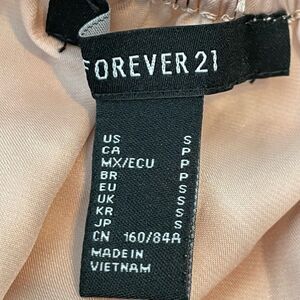 FOREVER 21
US S
CA P
MX/ECU P
BR P
EU S
UK S
KR S
JP S
CN 160/84A
MADE IN
VIETNAM